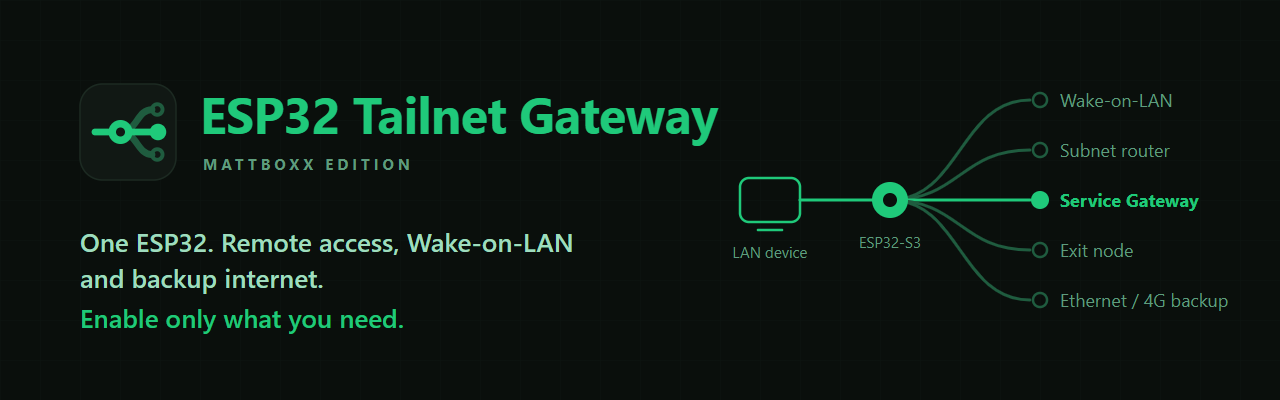 ESP32 Tailnet Gateway
MATTBOXX EDITION
One ESP32. Remote access, Wake-on-LAN
and backup internet.
Enable only what you need.
LAN device
ESP32-S3
Wake-on-LAN
Subnet router
Service Gateway
Exit node
Ethernet / 4G backup